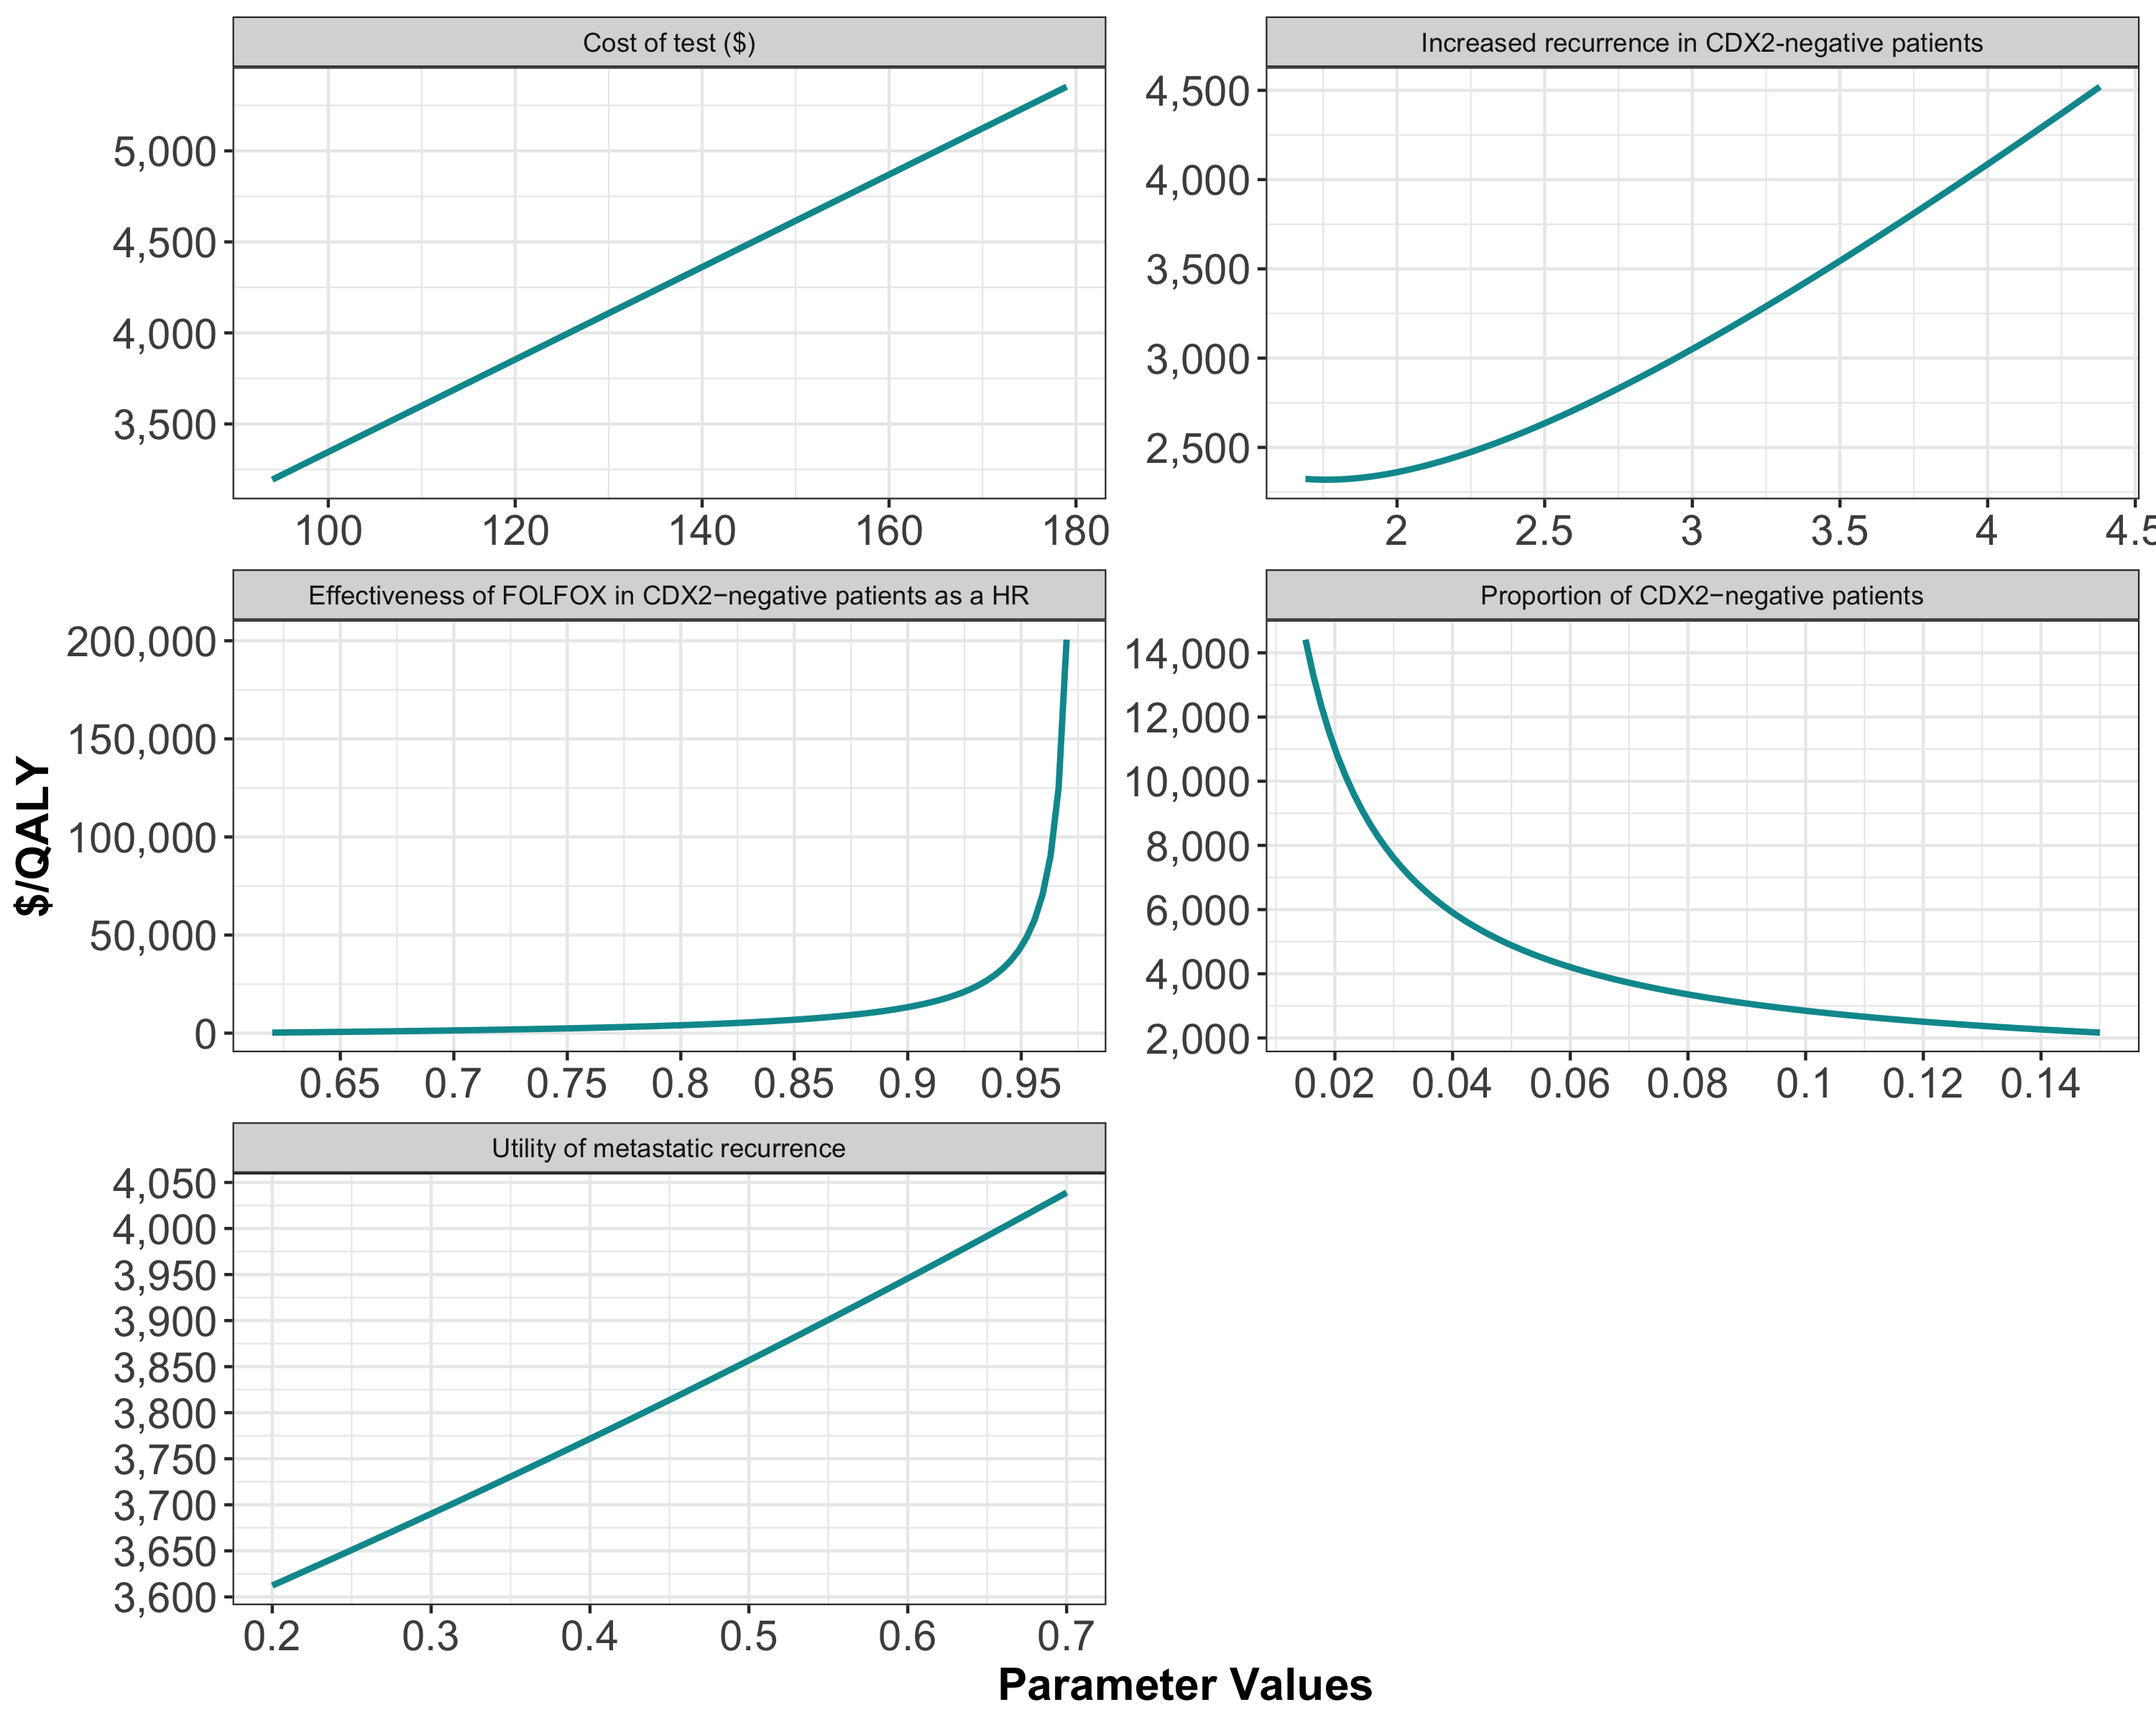 Cost of test ($)
5,000
4,500
4,000
3,500
100 120 140 160 180
Increased recurrence in CDX2-negative patients
4,500
4,000
3,500
3,000
2,500
2 2.5 3 3.5 4 4.5
Effectiveness of FOLFOX in CDX2−negative patients as a HR
200,000
150,000
100,000
50,000
0
0.65 0.7 0.75 0.8 0.85 0.9 0.95
Proportion of CDX2−negative patients
14,000
12,000
10,000
8,000
6,000
4,000
2,000
0.02 0.04 0.06 0.08 0.1 0.12 0.14
$/QALY
Utility of metastatic recurrence
4,050
4,000
3,950
3,900
3,850
3,800
3,750
3,700
3,650
3,600
0.2 0.3 0.4 0.5 0.6 0.7
Parameter Values